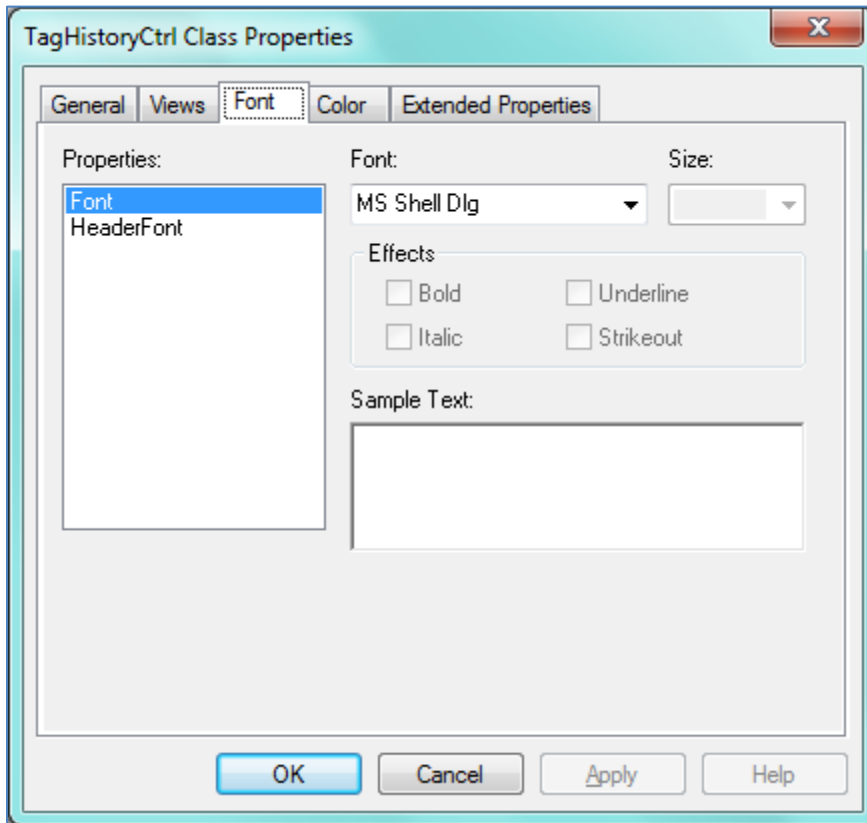 TagHistoryCtrl Class Properties
General Views Font Color Extended Properties
Properties: Font: Size:
Font MS Shell Dlg
HeaderFont
Effects
Bold Underline
Italic Strikeout
Sample Text:
OK Cancel Apply Help